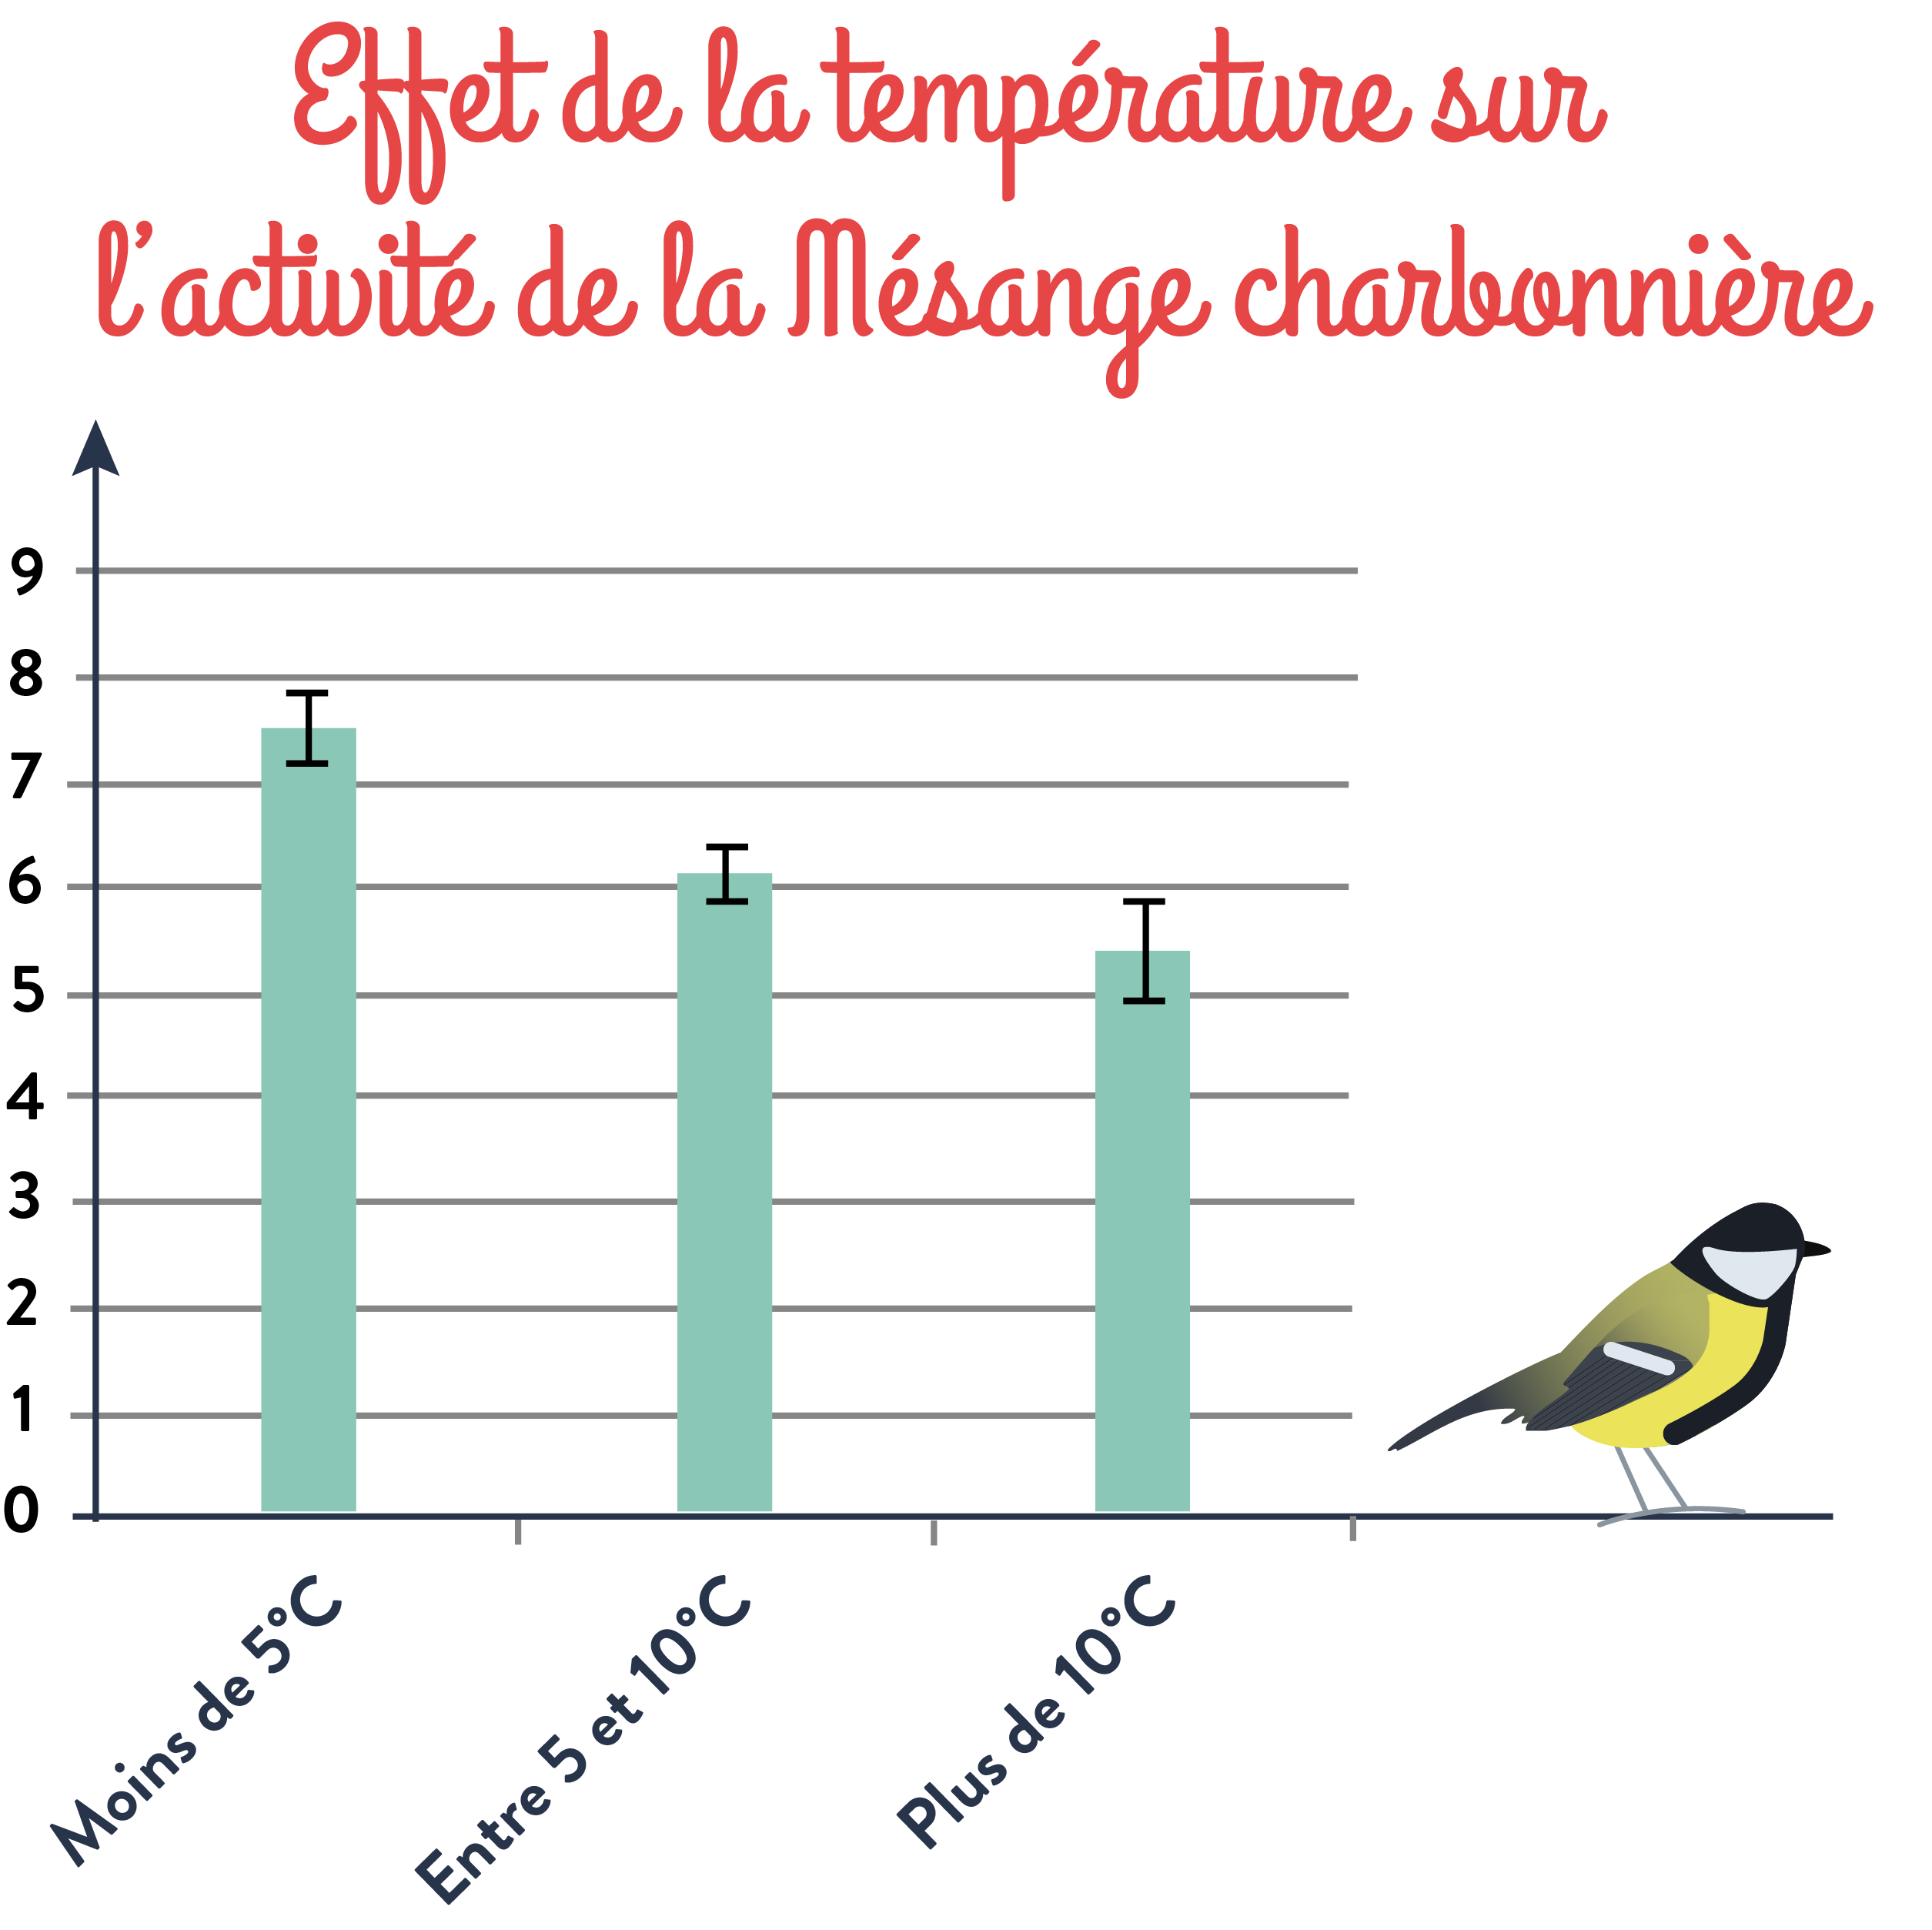 Effet de la température sur
l'activité de la Mésange charbonnière
9
8
7
6
5
4
3
2
1
0
Moins de 5°C
Entre 5 et 10°C
Plus de 10°C